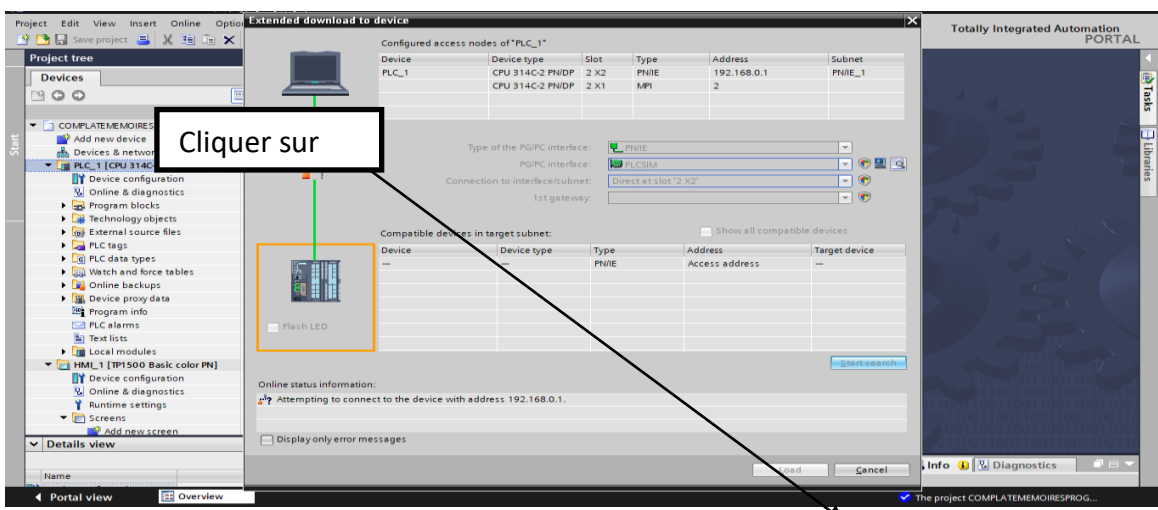 Project Edit View Insert Online
Extended download to device
Totally Integrated Automation
PORTAL
Save project
Project tree
Devices
Start
COMPLATEMEMOIRES
Add new device
Devices & networ
PLC_1 [CPU 314C
Device configuration
Online & diagnostics
Program blocks
Technology objects
External source files
PLC tags
PLC data types
Watch and force tables
Online backups
Device proxy data
Program info
PLC alarms
Text lists
Local modules
HMI_1 [TP1500 Basic color PN]
Device configuration
Online & diagnostics
Runtime settings
Screens
Add new screen
Details view
Name
Cliquer sur
Configured access nodes of "PLC_1"
Device Device type Slot Type Address Subnet
PLC_1 CPU 314C-2 PN/DP 2 X2 PN/IE 192.168.0.1 PN/IE_1
CPU 314C-2 PN/DP 2 X1 MPI 2
Type of the PG/PC interface: PN/IE
PG/PC interface: PLCSIM
Connection to interface/subnet: Direct at slot '2 X2'
1st gateway:
Compatible devices in target subnet:
Show all compatible devices
Device Device type Type Address Target device
— — PN/IE Access address —
Flash LED
Start search
Online status information:
Attempting to connect to the device with address 192.168.0.1.
Display only error messages
Load Cancel
Tasks
Libraries
Info Diagnostics
Portal view Overview
The project COMPLATEMEMOIRESPROG...